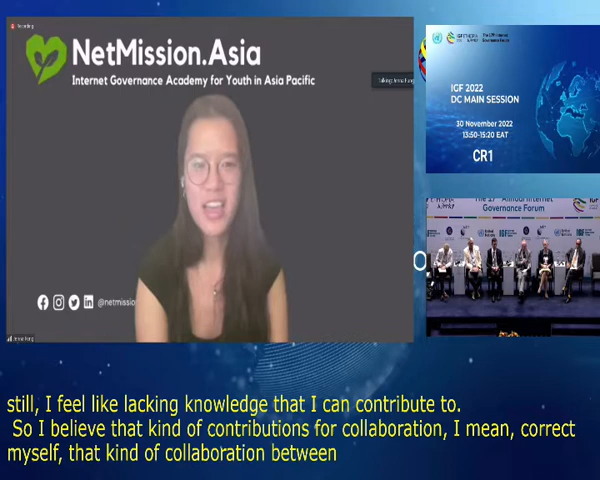 Recording
NetMission.Asia
Internet Governance Academy for Youth in Asia Pacific
@netmissio
IGF 2022
DC MAIN SESSION
30 November 2022
13:50-15:20 EAT
CR1
Governance Forum
still, I feel like lacking knowledge that I can contribute to.
So I believe that kind of contributions for collaboration, I mean, correct
myself, that kind of collaboration between